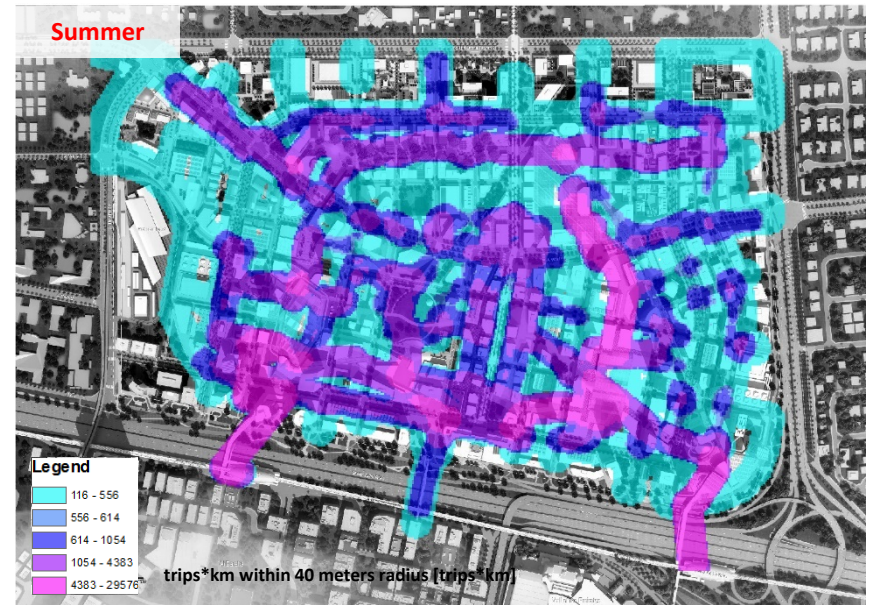 Summer
Legend
116 - 556
556 - 614
614 - 1054
1054 - 4383
4383 - 29576
trips*km within 40 meters radius [trips*km]